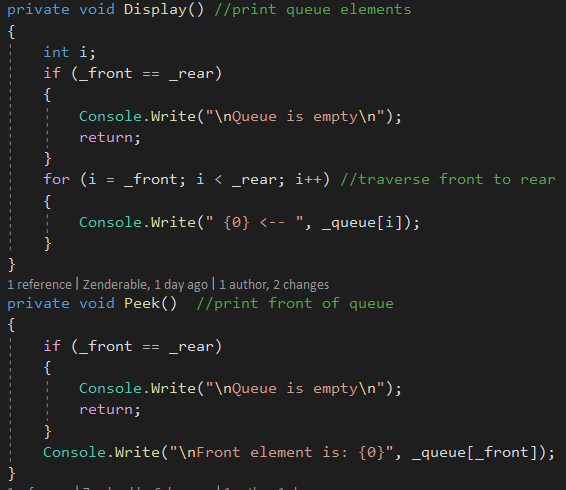 private void Display() //print queue elements
{
int i;
if (_front == _rear)
{
Console.Write("\nQueue is empty\n");
return;
}
for (i = _front; i < _rear; i++) //traverse front to rear
{
Console.Write(" {0} <-- ", _queue[i]);
}
}
1 reference | Zenderable, 1 day ago | 1 author, 2 changes
private void Peek()  //print front of queue
{
if (_front == _rear)
{
Console.Write("\nQueue is empty\n");
return;
}
Console.Write("\nFront element is: {0}", _queue[_front]);
}